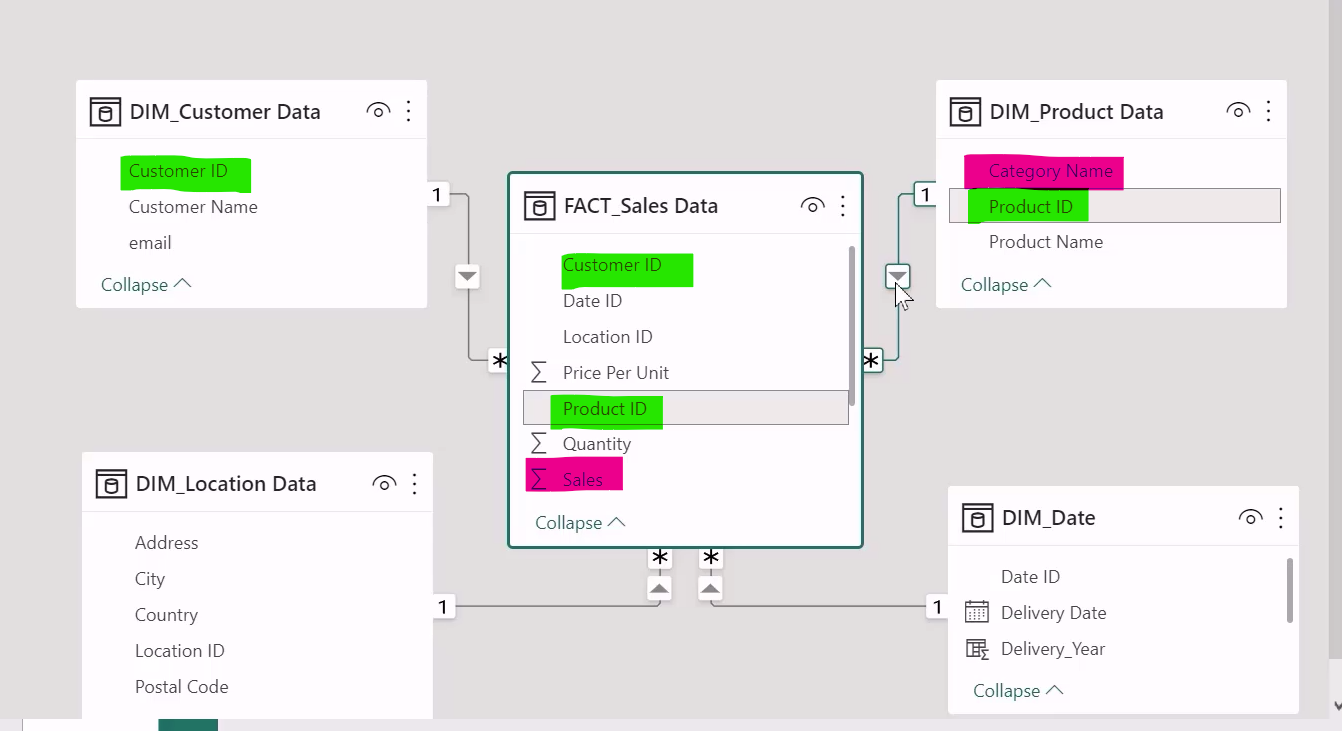 DIM_Customer Data
Customer ID
Customer Name
email
Collapse
1
*
FACT_Sales Data
Customer ID
Date ID
Location ID
Σ Price Per Unit
Product ID
Σ Quantity
Σ Sales
Collapse
DIM_Product Data
Category Name
Product ID
Product Name
Collapse
1
*
DIM_Location Data
Address
City
Country
Location ID
Postal Code
1
*
*
1
DIM_Date
Date ID
Delivery Date
Delivery_Year
Collapse